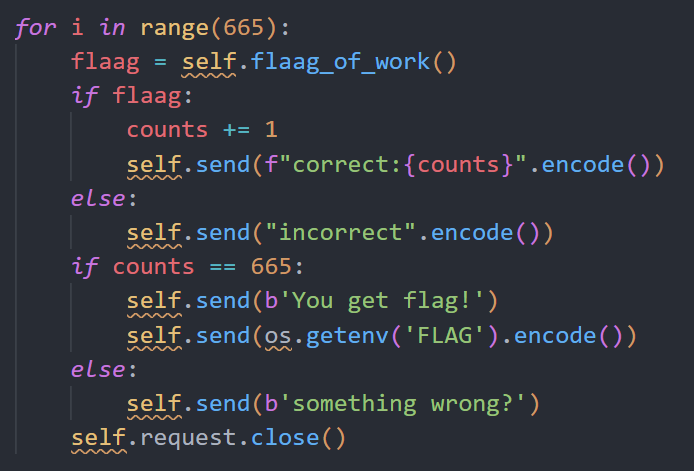 for i in range(665):
    flaag = self.flaag_of_work()
    if flaag:
        counts += 1
        self.send(f"correct:{counts}".encode())
    else:
        self.send("incorrect".encode())
    if counts == 665:
        self.send(b'You get flag!')
        self.send(os.getenv('FLAG').encode())
    else:
        self.send(b'something wrong?')
    self.request.close()